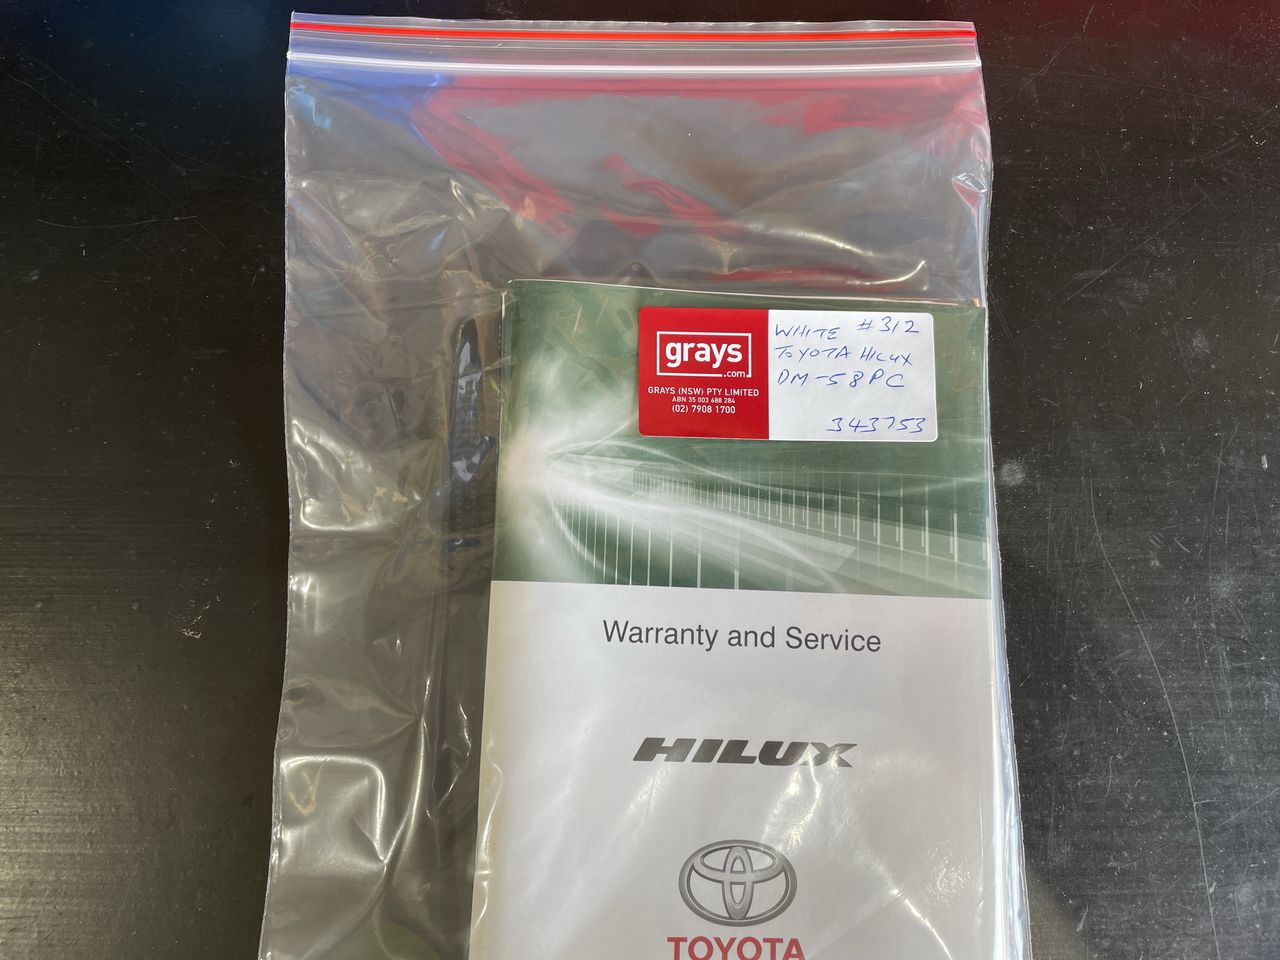 grays
.com
GRAYS (NSW) PTY LIMITED
ABN 35 003 688 284
(02) 7908 1700
WHITE #312
TOYOTA HILUX
DM-58PC
343753
Warranty and Service
HILUX
TOYOTA